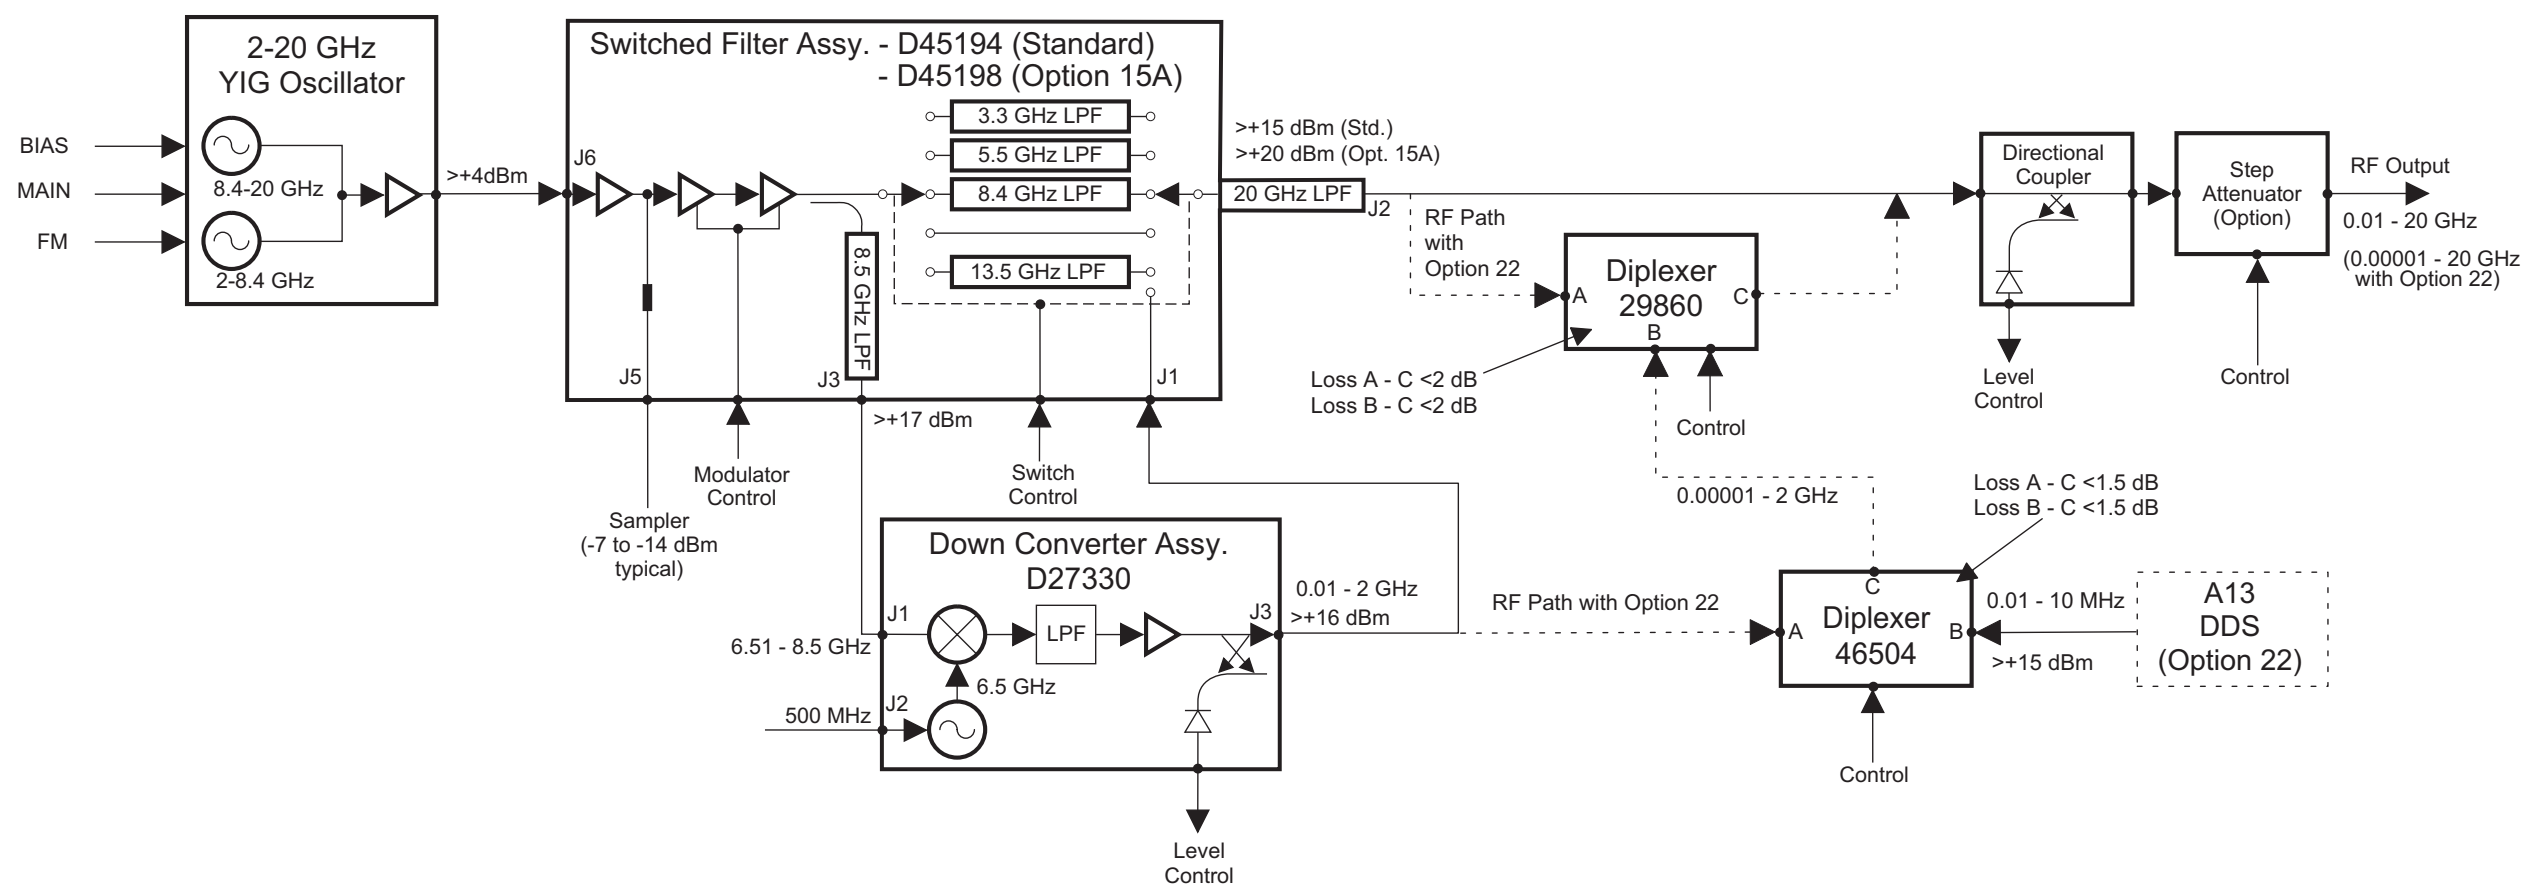 2-20 GHz
YIG Oscillator
BIAS
MAIN
FM
8.4-20 GHz
2-8.4 GHz
>+4dBm
Switched Filter Assy. - D45194 (Standard)
- D45198 (Option 15A)
J6
3.3 GHz LPF
5.5 GHz LPF
8.4 GHz LPF
13.5 GHz LPF
8.5 GHz LPF
J5
J3
J1
>+15 dBm (Std.)
>+20 dBm (Opt. 15A)
20 GHz LPF
J2
RF Path
with
Option 22
Diplexer
29860
A
B
C
Loss A - C <2 dB
Loss B - C <2 dB
Control
Directional
Coupler
Level
Control
Step
Attenuator
(Option)
Control
RF Output
0.01 - 20 GHz
(0.00001 - 20 GHz
with Option 22)
Sampler
(-7 to -14 dBm
typical)
Modulator
Control
>+17 dBm
Switch
Control
Down Converter Assy.
D27330
J1
6.51 - 8.5 GHz
LPF
6.5 GHz
J2
500 MHz
J3
0.01 - 2 GHz
>+16 dBm
Level
Control
RF Path with Option 22
0.00001 - 2 GHz
Loss A - C <1.5 dB
Loss B - C <1.5 dB
C
Diplexer
46504
A
B
0.01 - 10 MHz
>+15 dBm
A13
DDS
(Option 22)
Control